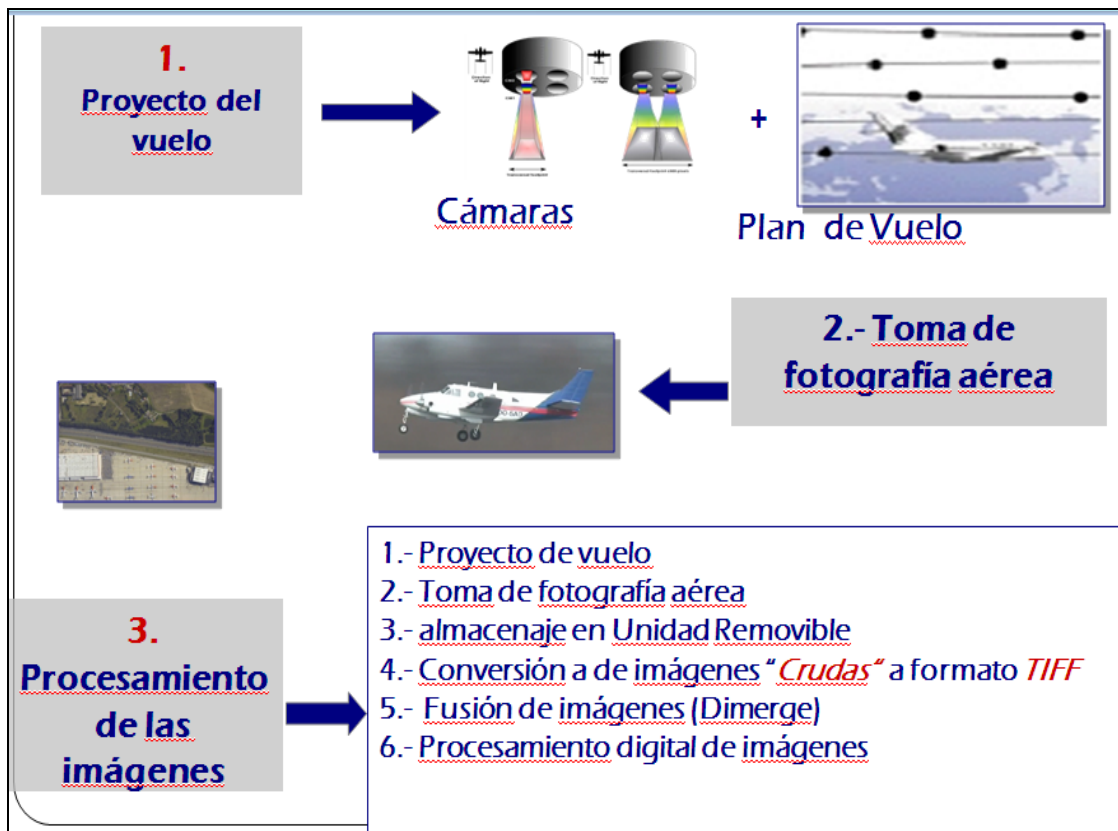 1.
Proyecto del
vuelo
+
Cámaras
Plan de Vuelo
2.- Toma de
fotografía aérea
3.
Procesamiento
de las
imágenes
1.- Proyecto de vuelo
2.- Toma de fotografía aérea
3.- almacenaje en Unidad Removible
4.- Conversión a de imágenes “Crudas“ a formato TIFF
5.- Fusión de imágenes (Dimerge)
6.- Procesamiento digital de imágenes